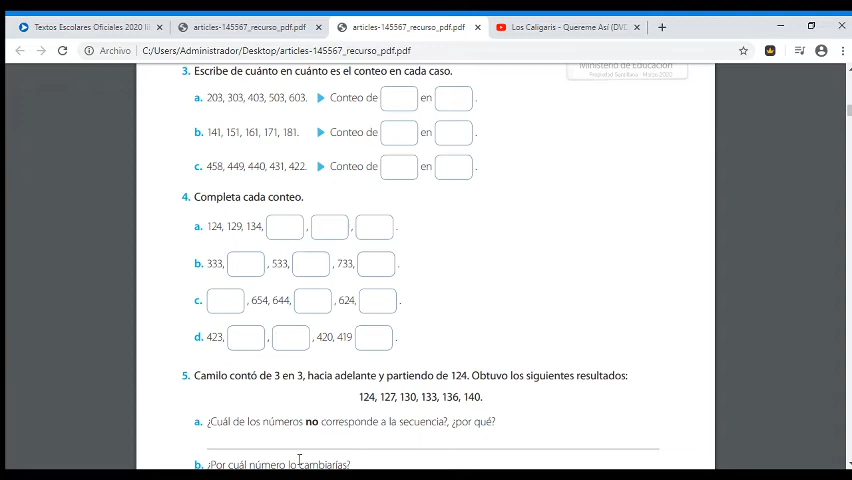 Textos Escolares Oficiales 2020
articles-145567_recurso_pdf.pdf
articles-145567_recurso_pdf.pdf
Los Caligaris - Quereme Así (DVD
Archivo
C:/Users/Administrador/Desktop/articles-145567_recurso_pdf.pdf
Ministerio de Educación
Propiedad Santillana - Marzo 2020
3. Escribe de cuánto en cuánto es el conteo en cada caso.
a. 203, 303, 403, 503, 603. Conteo de en .
b. 141, 151, 161, 171, 181. Conteo de en .
c. 458, 449, 440, 431, 422. Conteo de en .
4. Completa cada conteo.
a. 124, 129, 134, , , .
b. 333, , 533, , 733, .
c. , 654, 644, , 624, .
d. 423, , , 420, 419 .
5. Camilo contó de 3 en 3, hacia adelante y partiendo de 124. Obtuvo los siguientes resultados:
124, 127, 130, 133, 136, 140.
a. ¿Cuál de los números no corresponde a la secuencia?, ¿por qué?
b. ¿Por cuál número lo cambiarías?